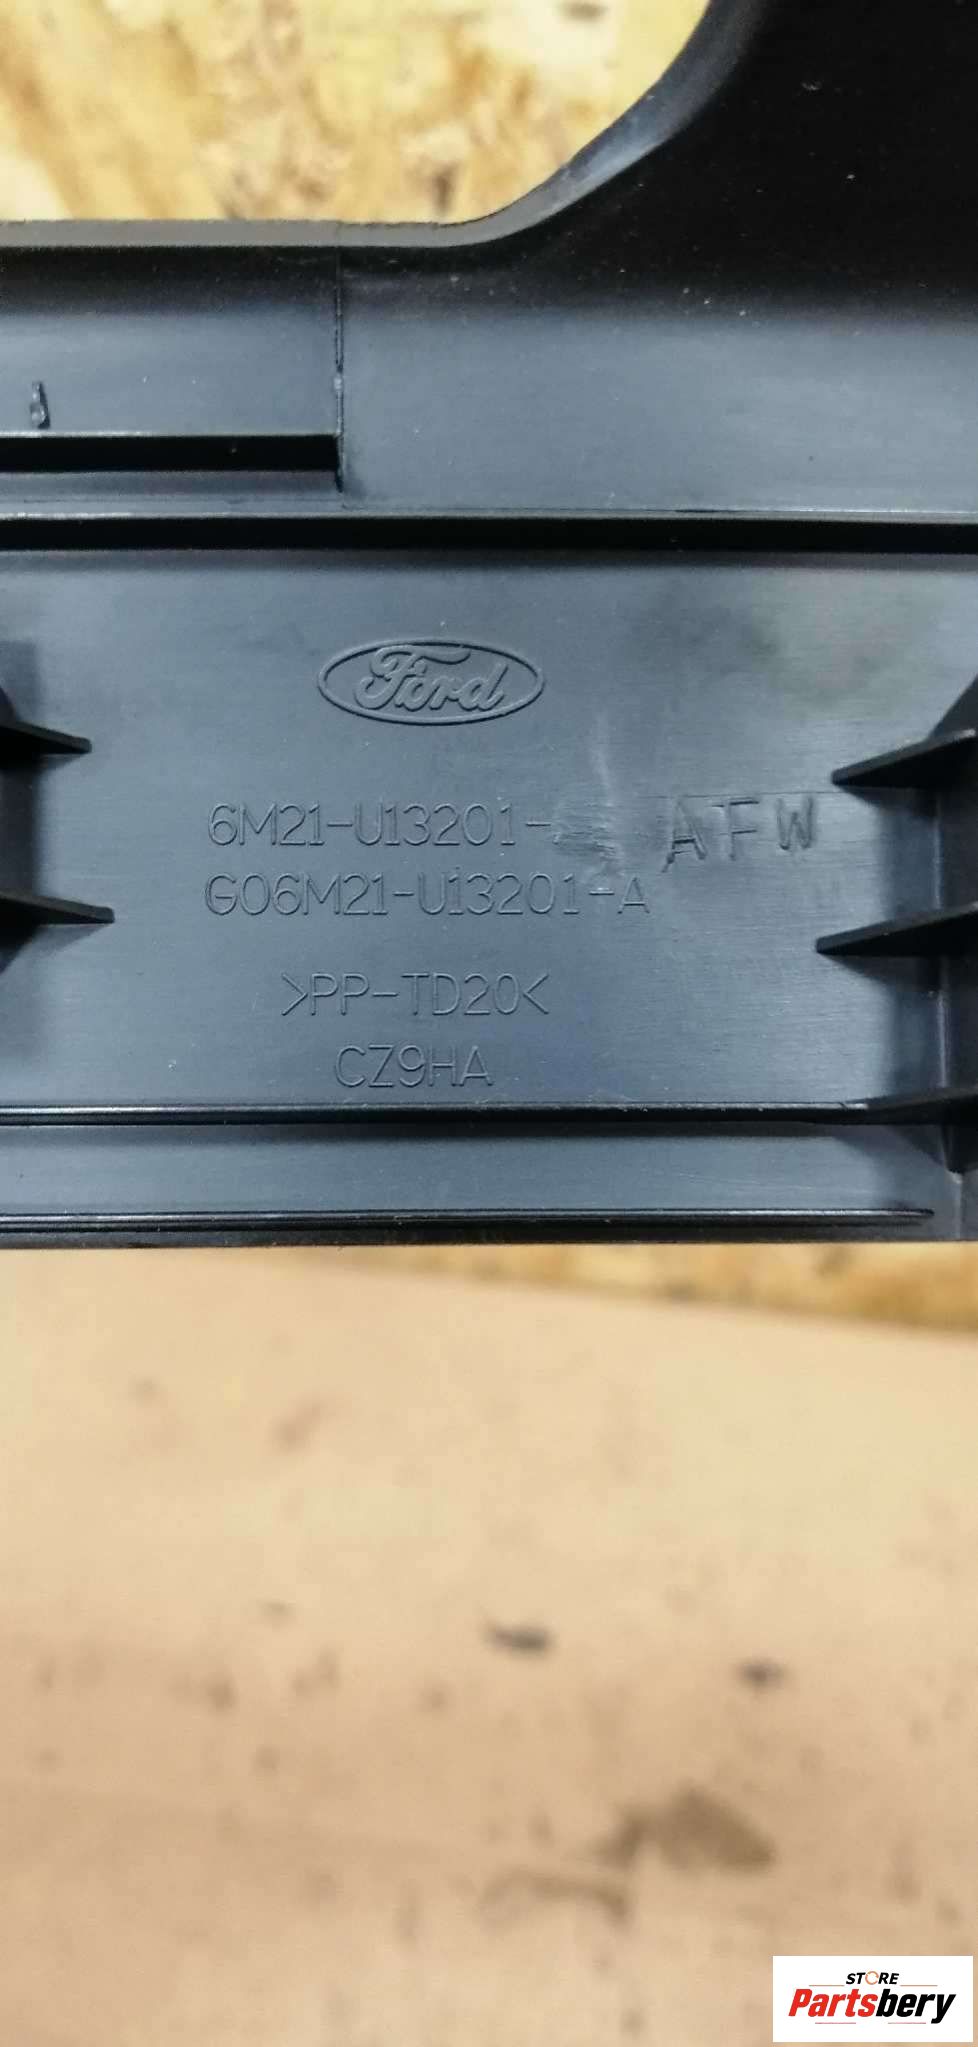 Ford
6M21-U13201- AFW
G06M21-U13201-A
>PP-TD20<
CZ9HA
STORE
Partsbery